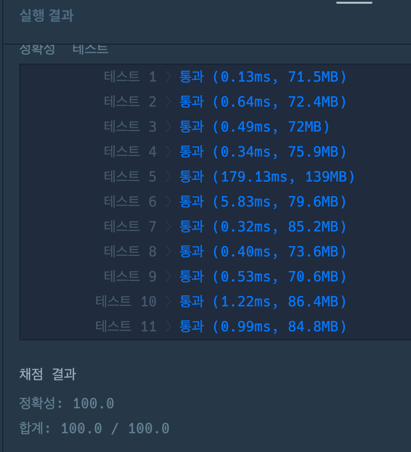 실행 결과
정확성 테스트
테스트 1 〉 통과 (0.13ms, 71.5MB)
테스트 2 〉 통과 (0.64ms, 72.4MB)
테스트 3 〉 통과 (0.49ms, 72MB)
테스트 4 〉 통과 (0.34ms, 75.9MB)
테스트 5 〉 통과 (179.13ms, 139MB)
테스트 6 〉 통과 (5.83ms, 79.6MB)
테스트 7 〉 통과 (0.32ms, 85.2MB)
테스트 8 〉 통과 (0.40ms, 73.6MB)
테스트 9 〉 통과 (0.53ms, 70.6MB)
테스트 10 〉 통과 (1.22ms, 86.4MB)
테스트 11 〉 통과 (0.99ms, 84.8MB)
채점 결과
정확성: 100.0
합계: 100.0 / 100.0